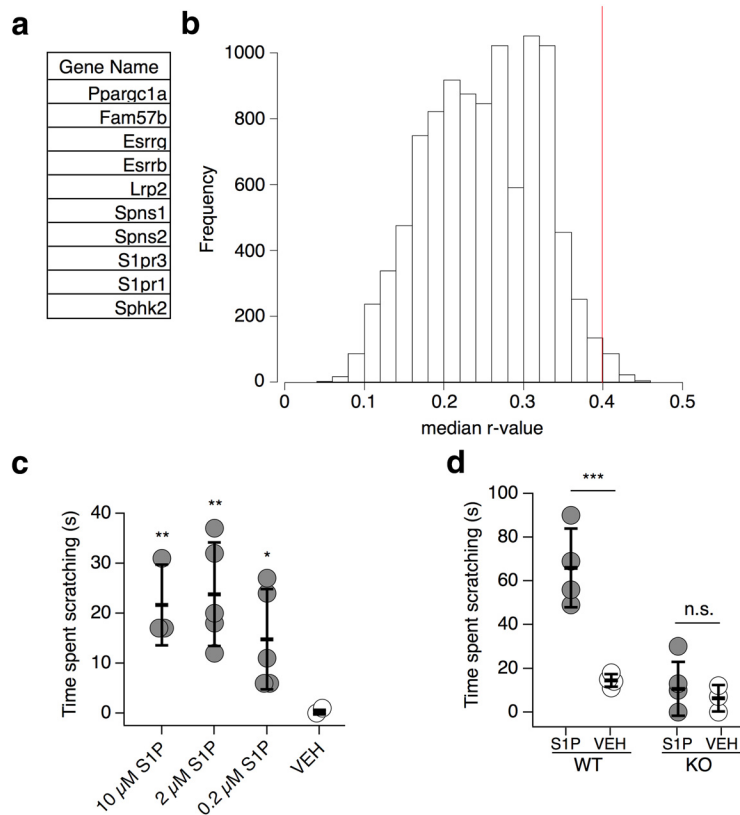 a
Gene Name
Ppargc1a
Fam57b
Esrrg
Esrrb
Lrp2
Spns1
Spns2
S1pr3
S1pr1
Sphk2
b
Frequency
1000
800
600
400
200
0
0 0.1 0.2 0.3 0.4 0.5
median r-value
c
Time spent scratching (s)
40
30
20
10
0
** ** *
10 µM S1P 2 µM S1P 0.2 µM S1P VEH
d
Time spent scratching (s)
100
80
60
40
20
0
***
n.s.
S1P VEH S1P VEH
WT KO